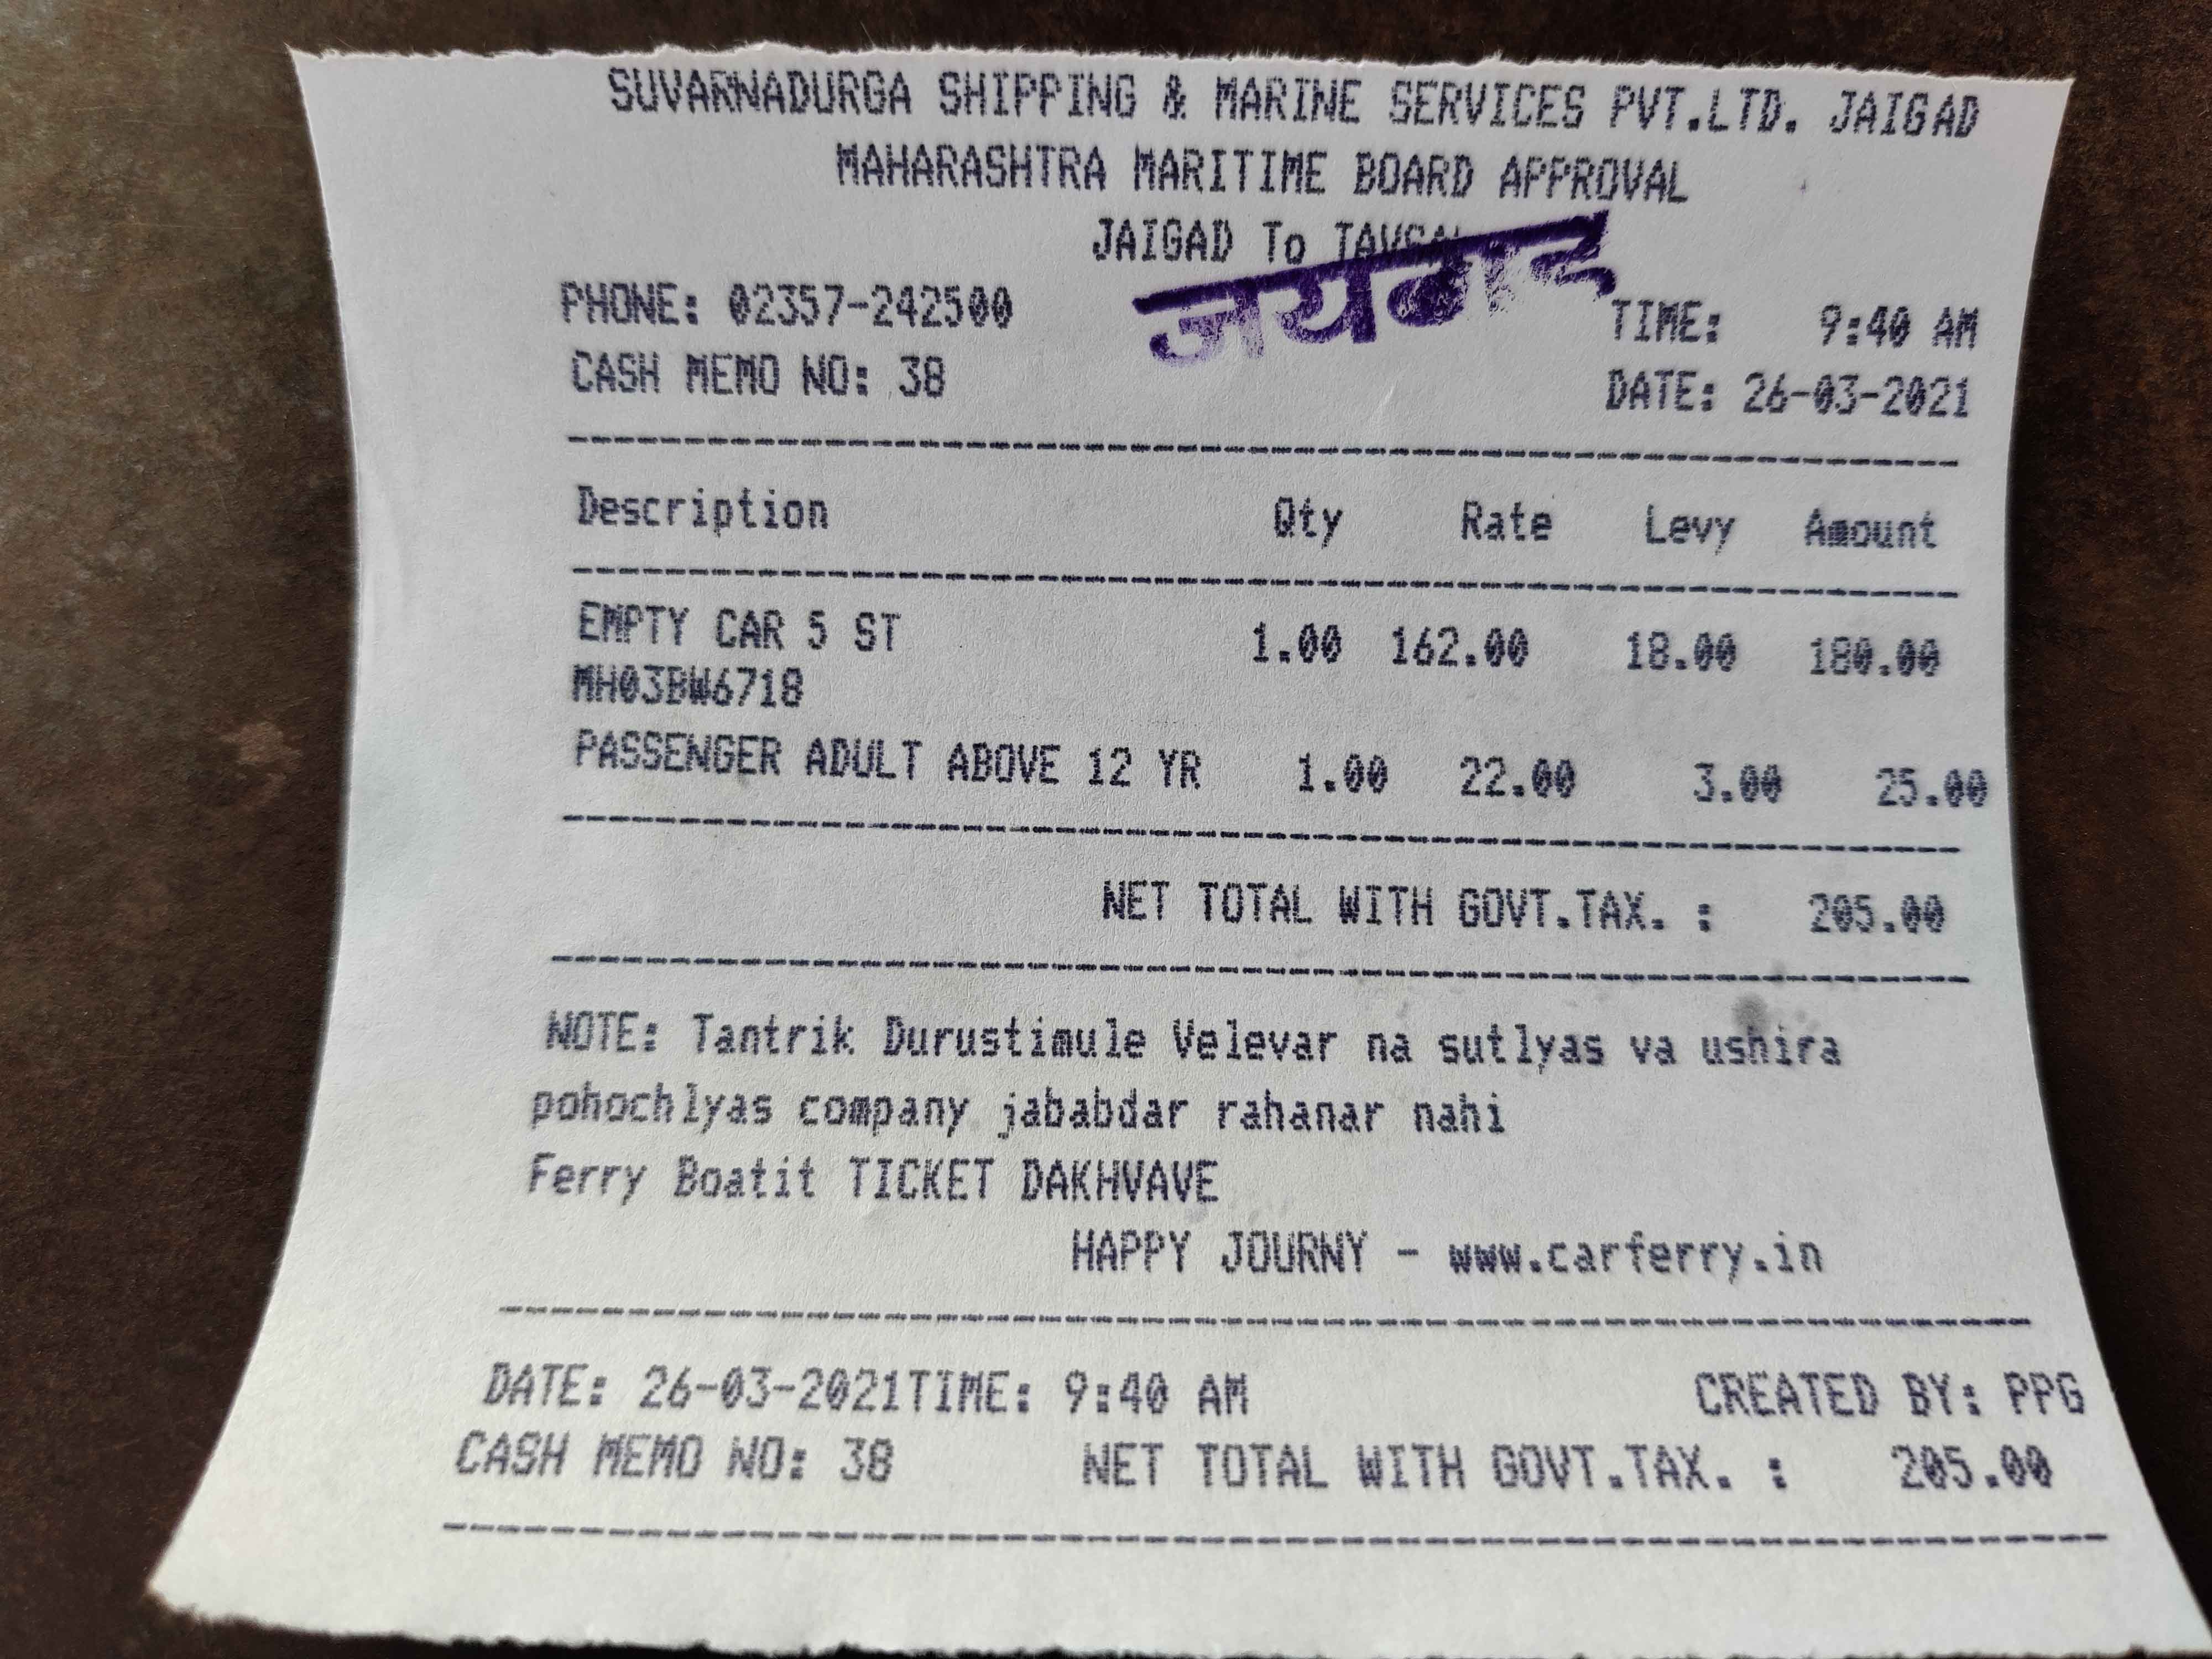 SUVARNADURGA SHIPPING & MARINE SERVICES PVT.LTD. JAIGAD
MAHARASHTRA MARITIME BOARD APPROVAL
JAIGAD To TAVSAL
PHONE: 02357-242500
TIME: 9:40 AM
CASH MEMO NO: 38
DATE: 26-03-2021
Description Qty Rate Levy Amount
EMPTY CAR 5 ST 1.00 162.00 18.00 180.00
MH03BW6718
PASSENGER ADULT ABOVE 12 YR 1.00 22.00 3.00 25.00
NET TOTAL WITH GOVT.TAX. : 205.00
NOTE: Tantrik Durustimule Velevar na sutlyas va ushira
pohochlyas company jababdar rahanar nahi
Ferry Boatit TICKET DAKHVAVE
HAPPY JOURNY - www.carferry.in
DATE: 26-03-2021TIME: 9:40 AM CREATED BY: PPG
CASH MEMO NO: 38 NET TOTAL WITH GOVT.TAX. : 205.00